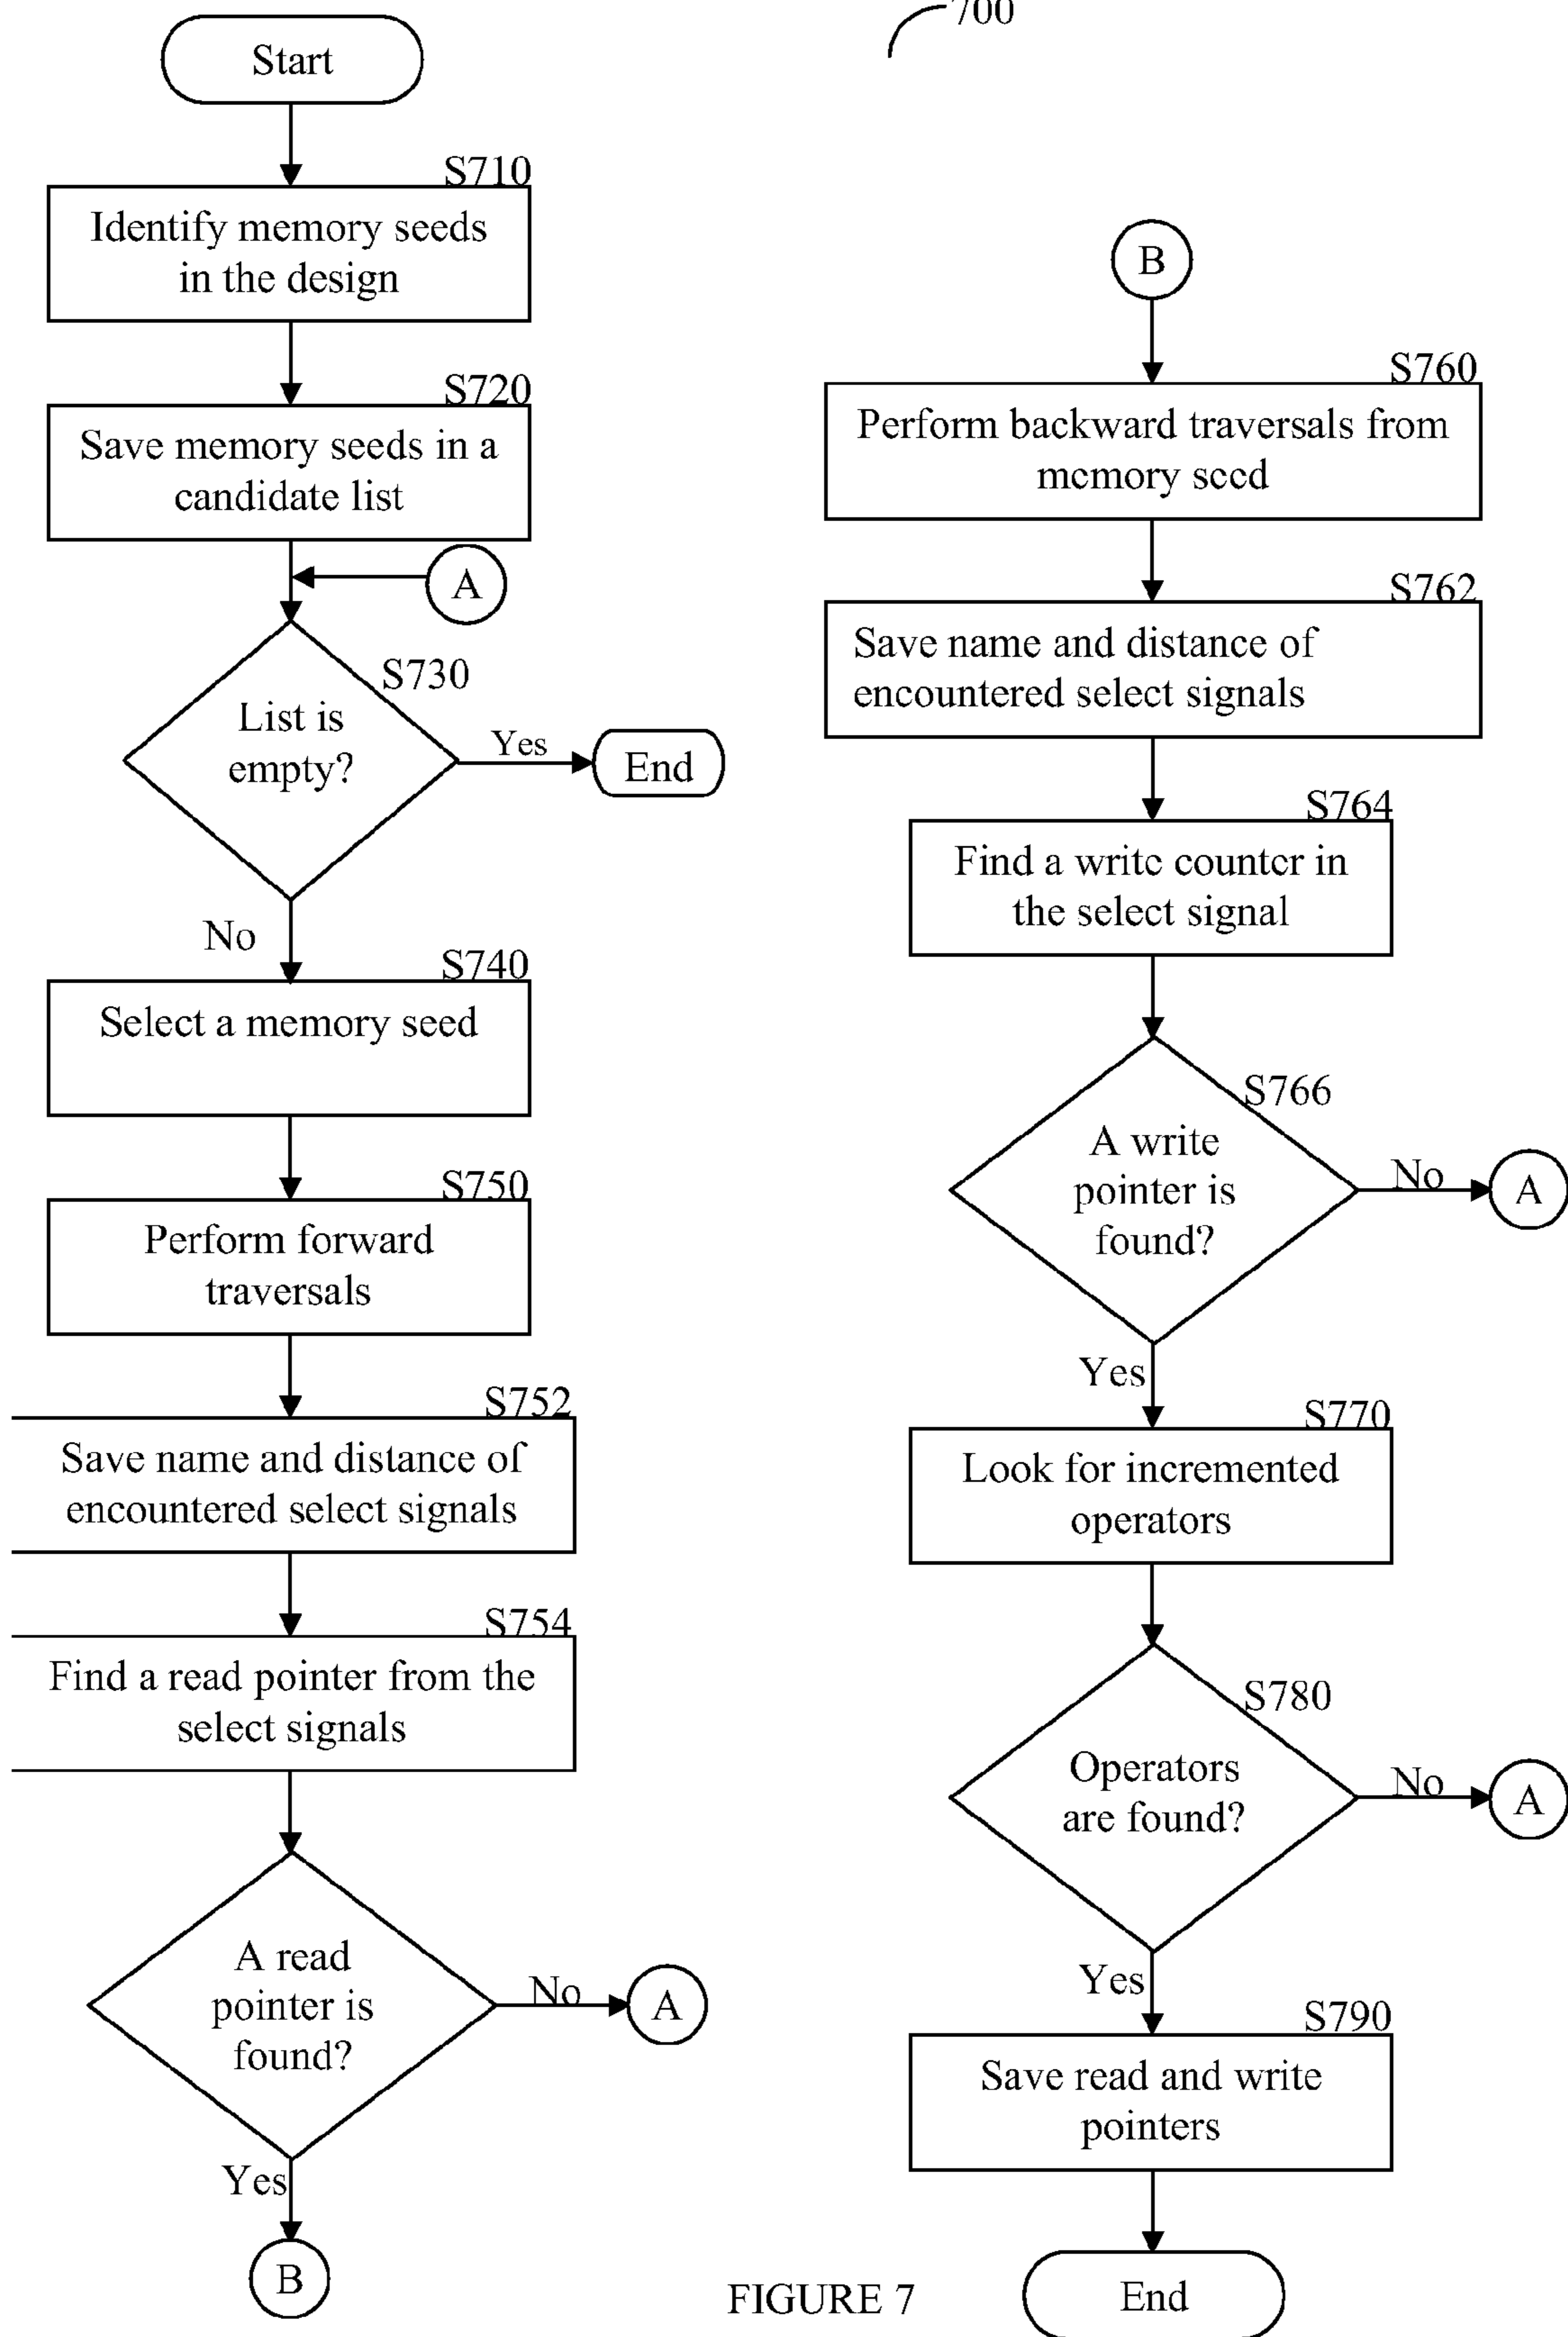 700
Start
S710
Identify memory seeds
in the design
S720
Save memory seeds in a
candidate list
A
S730
List is
empty?
Yes
End
No
S740
Select a memory seed
S750
Perform forward
traversals
S752
Save name and distance of
encountered select signals
S754
Find a read pointer from the
select signals
A read
pointer is
found?
No
A
Yes
B
B
S760
Perform backward traversals from
memory seed
S762
Save name and distance of
encountered select signals
S764
Find a write counter in
the select signal
S766
A write
pointer is
found?
No
A
Yes
S770
Look for incremented
operators
S780
Operators
are found?
No
A
Yes
S790
Save read and write
pointers
End
FIGURE 7